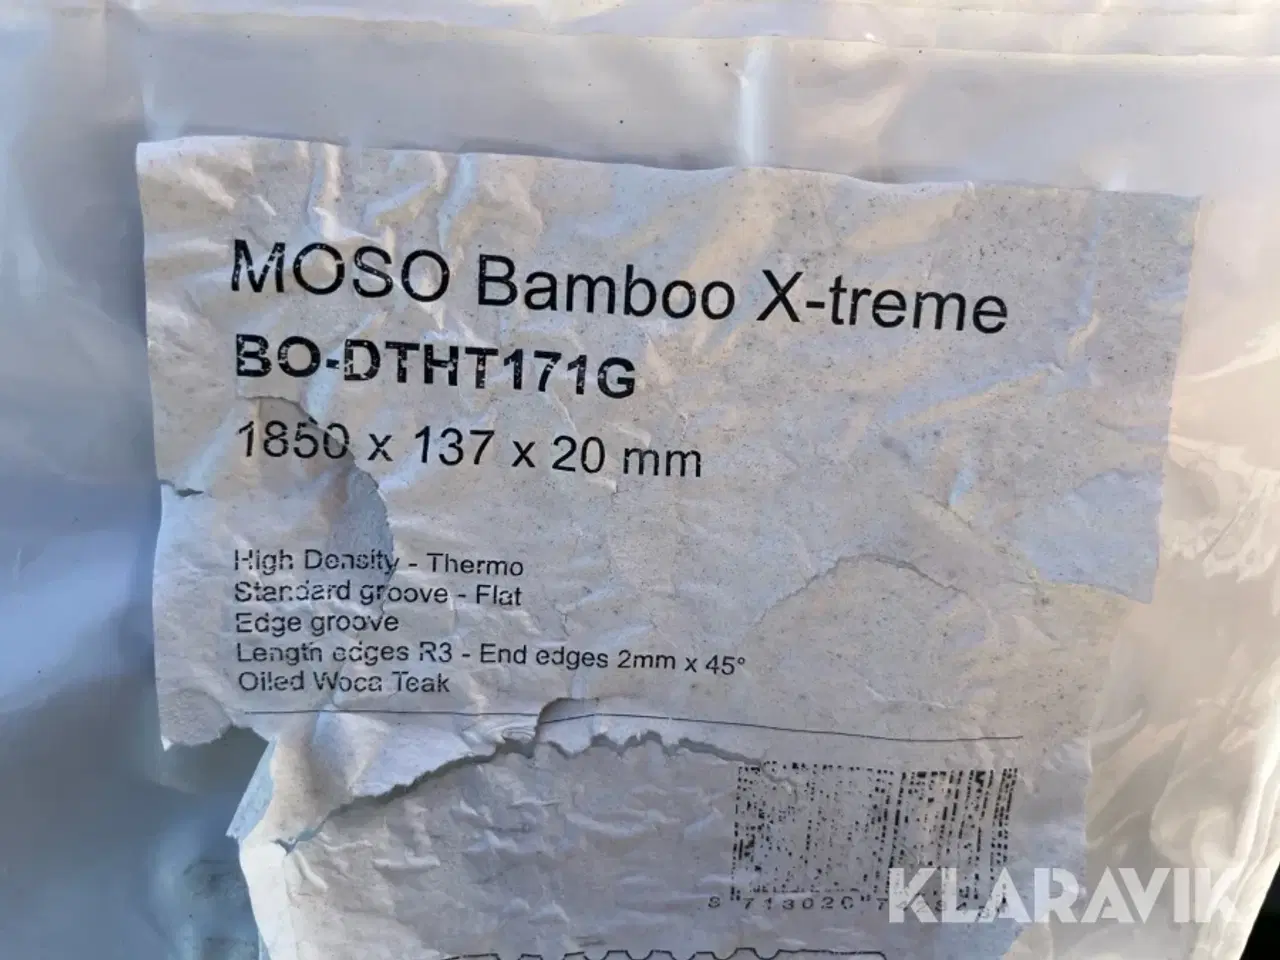 MOSO Bamboo X-treme
BO-DTHT171G
1850 x 137 x 20 mm
High Density - Thermo
Standard groove - Flat
Edge groove
Length edges R3 - End edges 2mm x 45°
Oiled Woca Teak
KLARAVIK